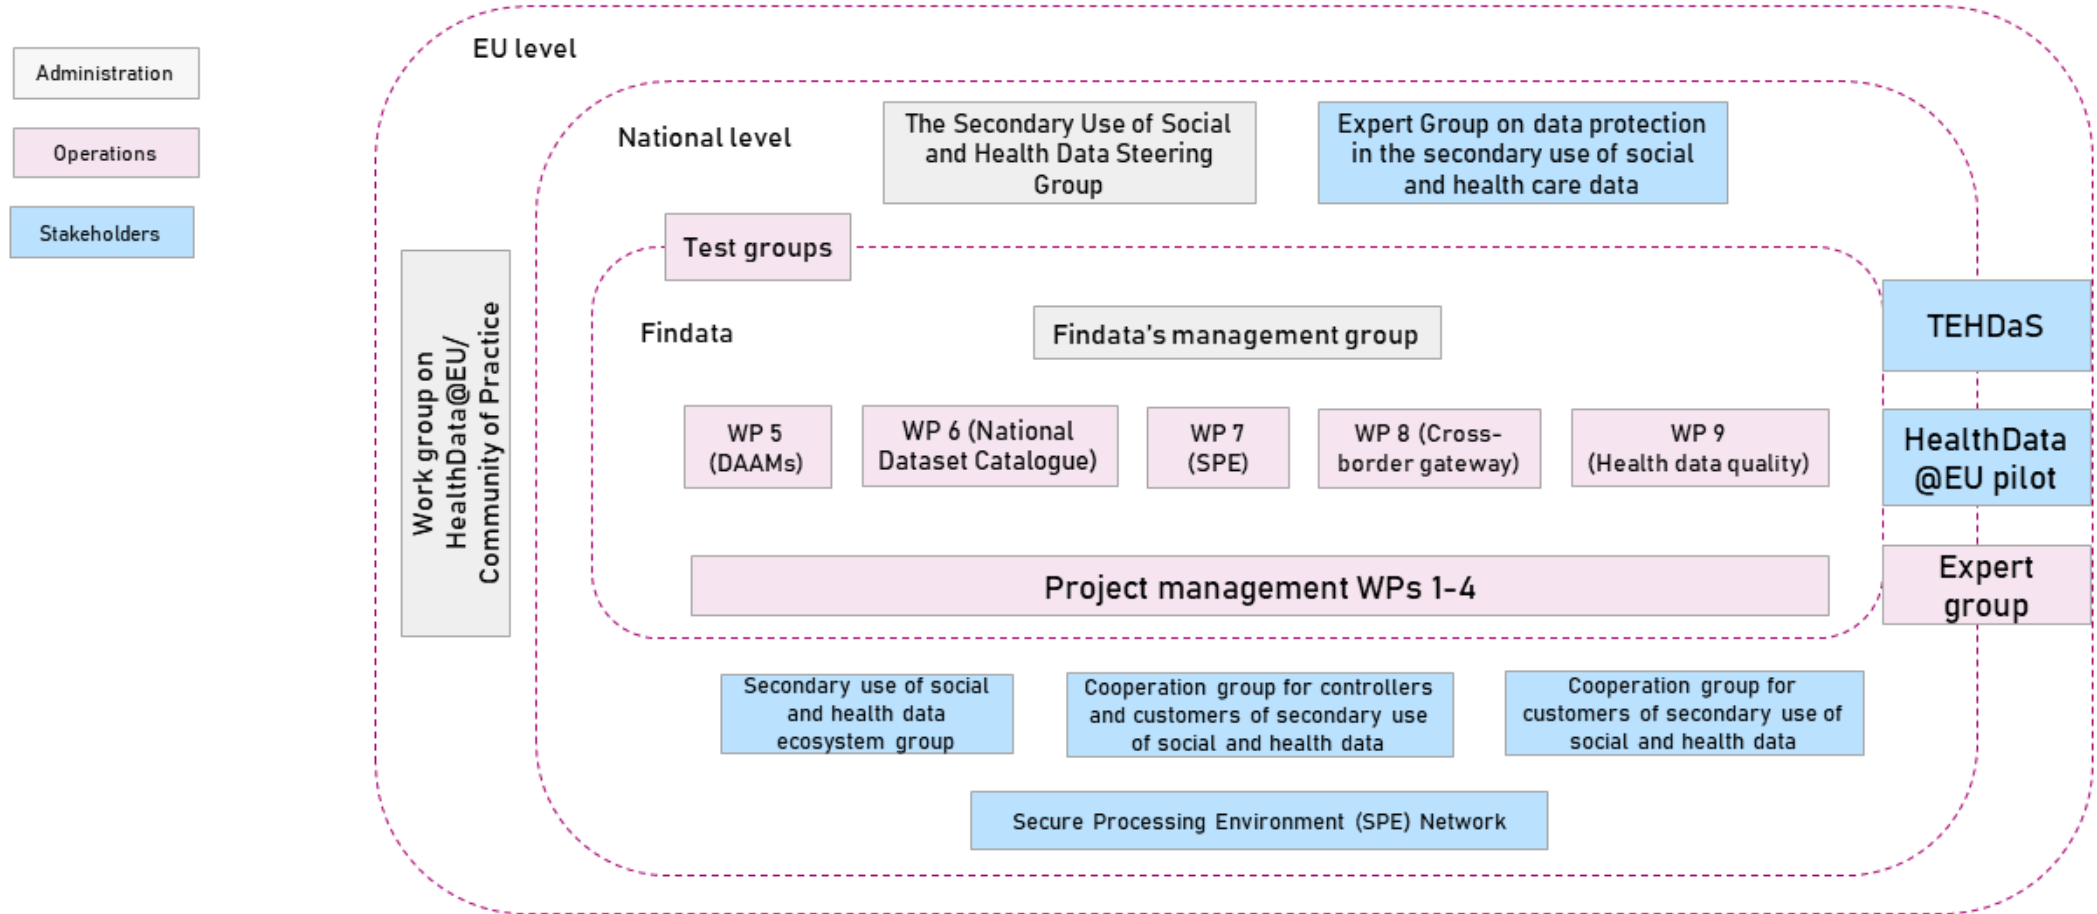 Administration
Operations
Stakeholders
EU level
National level
The Secondary Use of Social
and Health Data Steering
Group
Expert Group on data protection
in the secondary use of social
and health care data
Test groups
Work group on
HealthData@EU/
Community of Practice
Findata
Findata's management group
TEHDaS
WP 5
(DAAMs)
WP 6 (National
Dataset Catalogue)
WP 7
(SPE)
WP 8 (Cross-
border gateway)
WP 9
(Health data quality)
HealthData
@EU pilot
Project management WPs 1-4
Expert
group
Secondary use of social
and health data
ecosystem group
Cooperation group for controllers
and customers of secondary use
of social and health data
Cooperation group for
customers of secondary use of
social and health data
Secure Processing Environment (SPE) Network